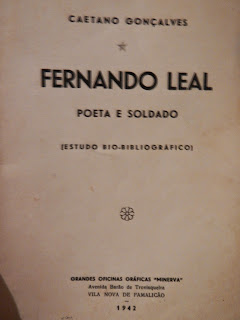 CAETANO GONÇALVES
FERNANDO LEAL
POETA E SOLDADO
(ESTUDO BIO-BIBLIOGRÁFICO)
GRANDES OFICINAS GRÁFICAS "MINERVA"
Avenida Barão da Trovisqueira
VILA NOVA DE FAMALICÃO
1942